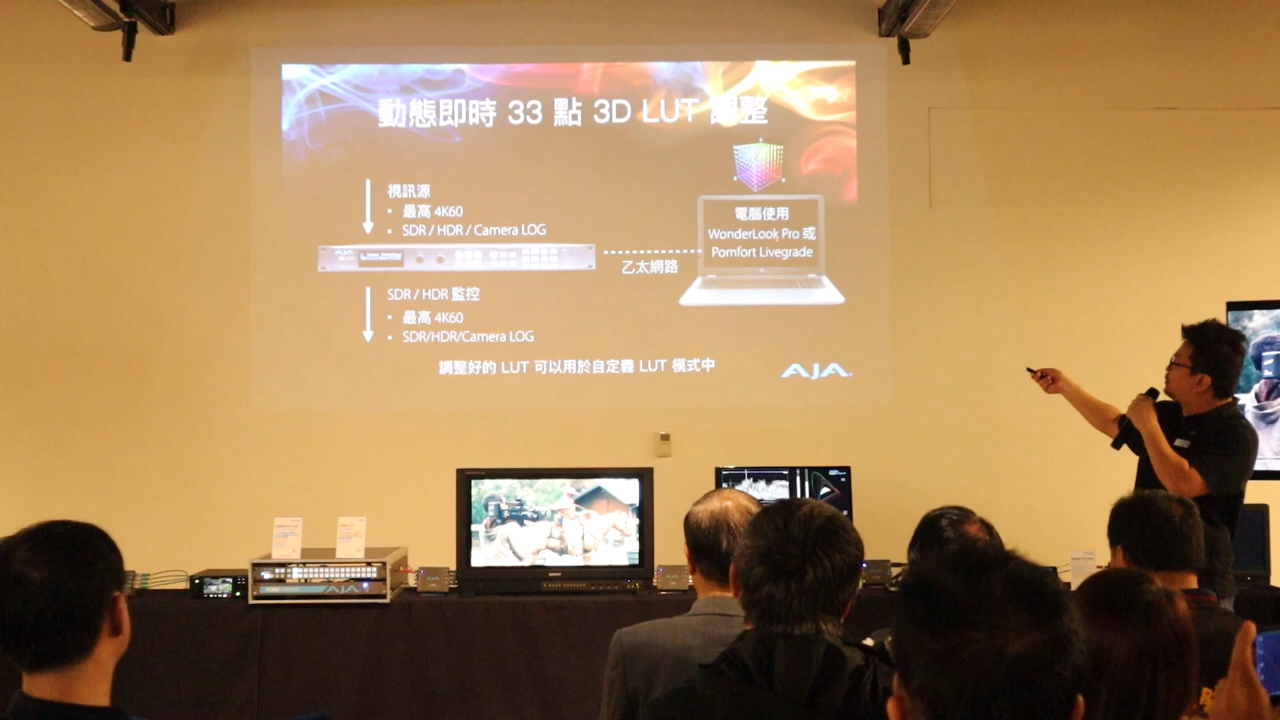 動態即時 33 點 3D LUT 調整
視訊源
• 最高 4K60
• SDR / HDR / Camera LOG
AJA
乙太網路
電腦使用
WonderLook Pro 或
Pomfort Livegrade
SDR / HDR 監控
• 最高 4K60
• SDR/HDR/Camera LOG
調整好的 LUT 可以用於自定義 LUT 模式中
AJA
SONY
AJA